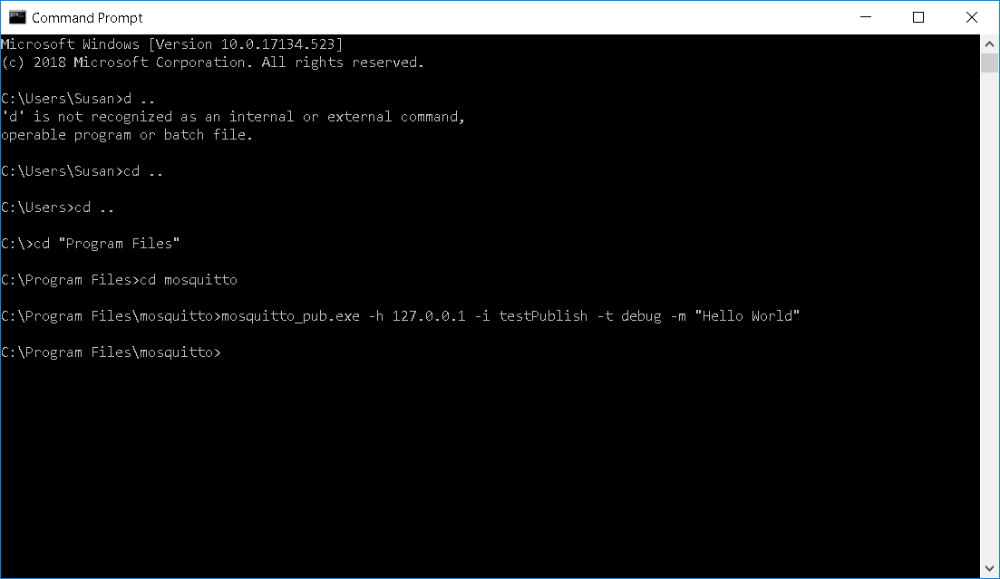 Command Prompt
Microsoft Windows [Version 10.0.17134.523]
(c) 2018 Microsoft Corporation. All rights reserved.
C:\Users\Susan>d ..
'd' is not recognized as an internal or external command,
operable program or batch file.
C:\Users\Susan>cd ..
C:\Users>cd ..
C:\>cd "Program Files"
C:\Program Files>cd mosquitto
C:\Program Files\mosquitto>mosquitto_pub.exe -h 127.0.0.1 -i testPublish -t debug -m "Hello World"
C:\Program Files\mosquitto>